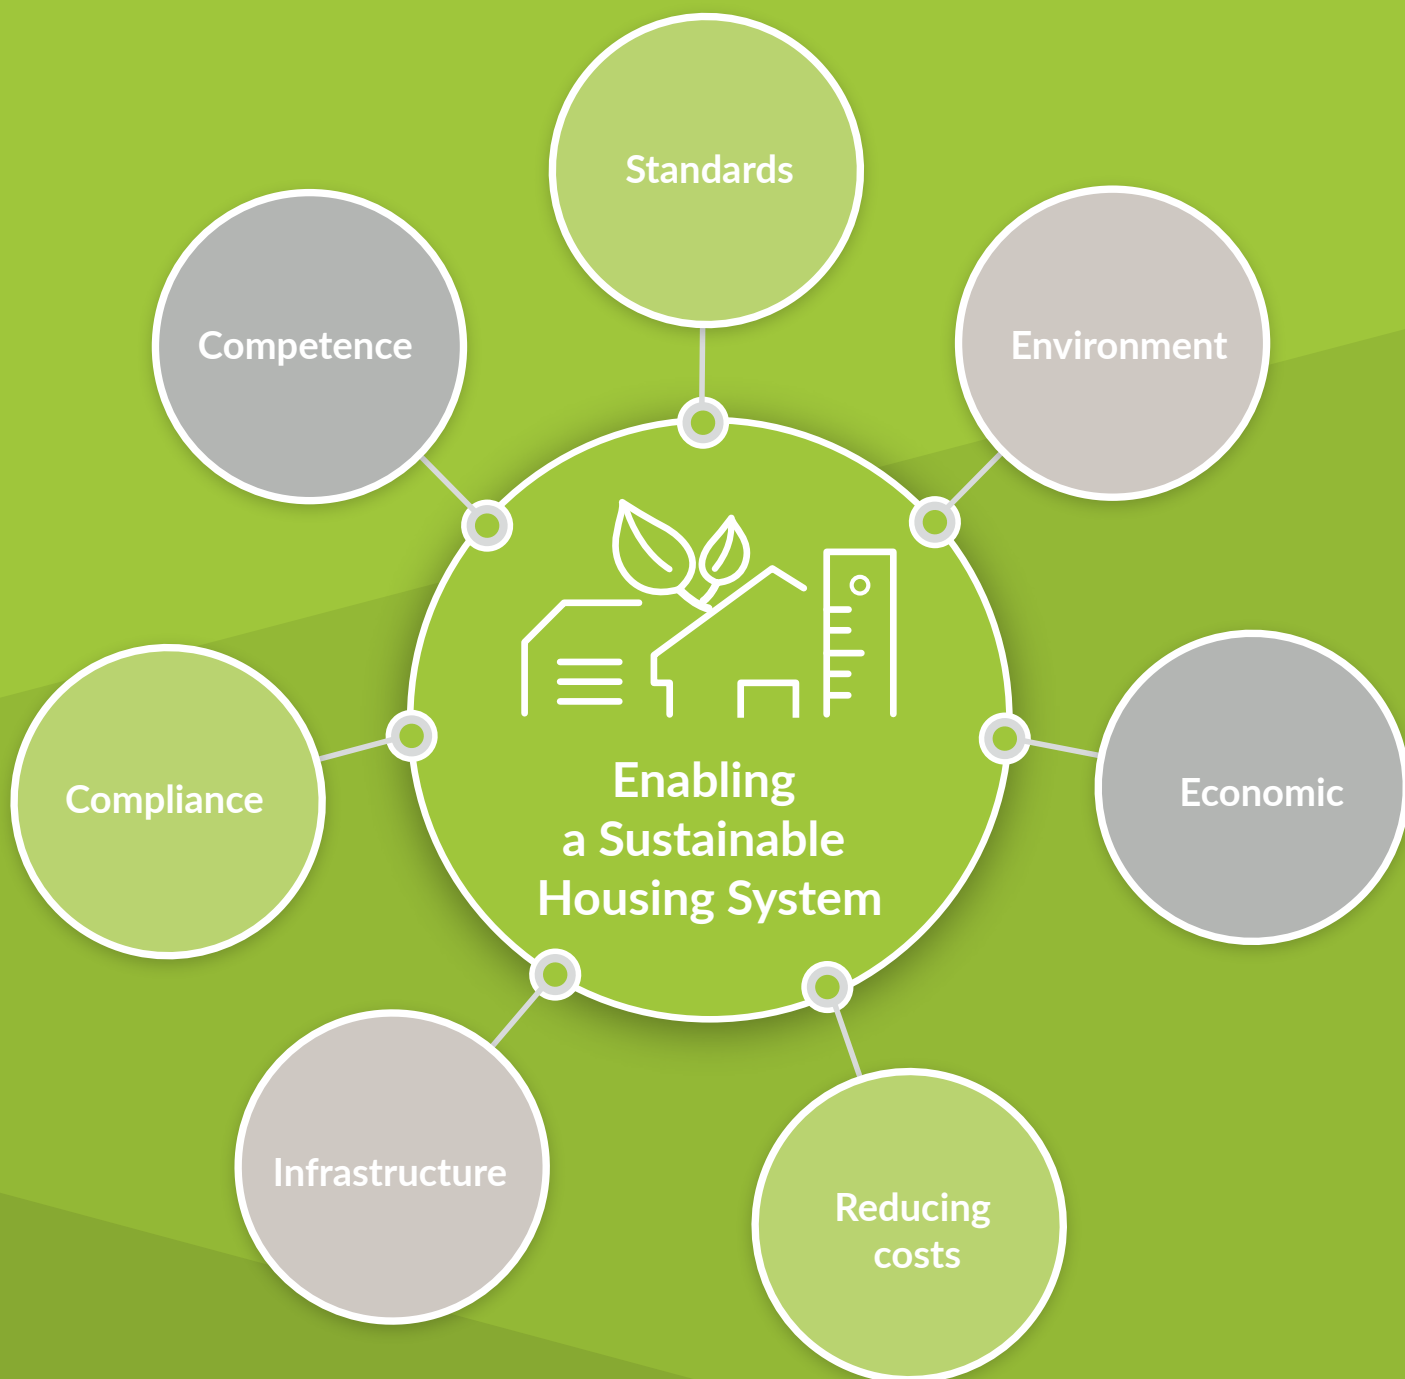 Standards
Competence
Environment
Enabling
a Sustainable
Housing System
Compliance
Economic
Infrastructure
Reducing
costs